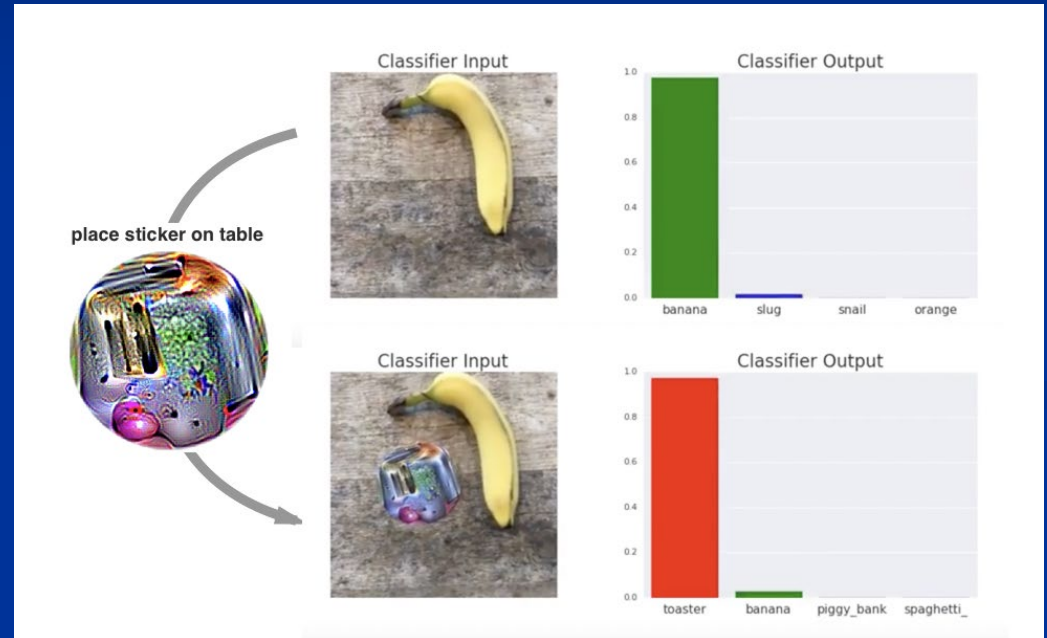 Classifier Input
Classifier Output
1.0
0.8
0.6
0.4
0.2
0.0
banana slug snail orange
place sticker on table
Classifier Input
Classifier Output
1.0
0.8
0.6
0.4
0.2
0.0
toaster banana piggy_bank spaghetti_